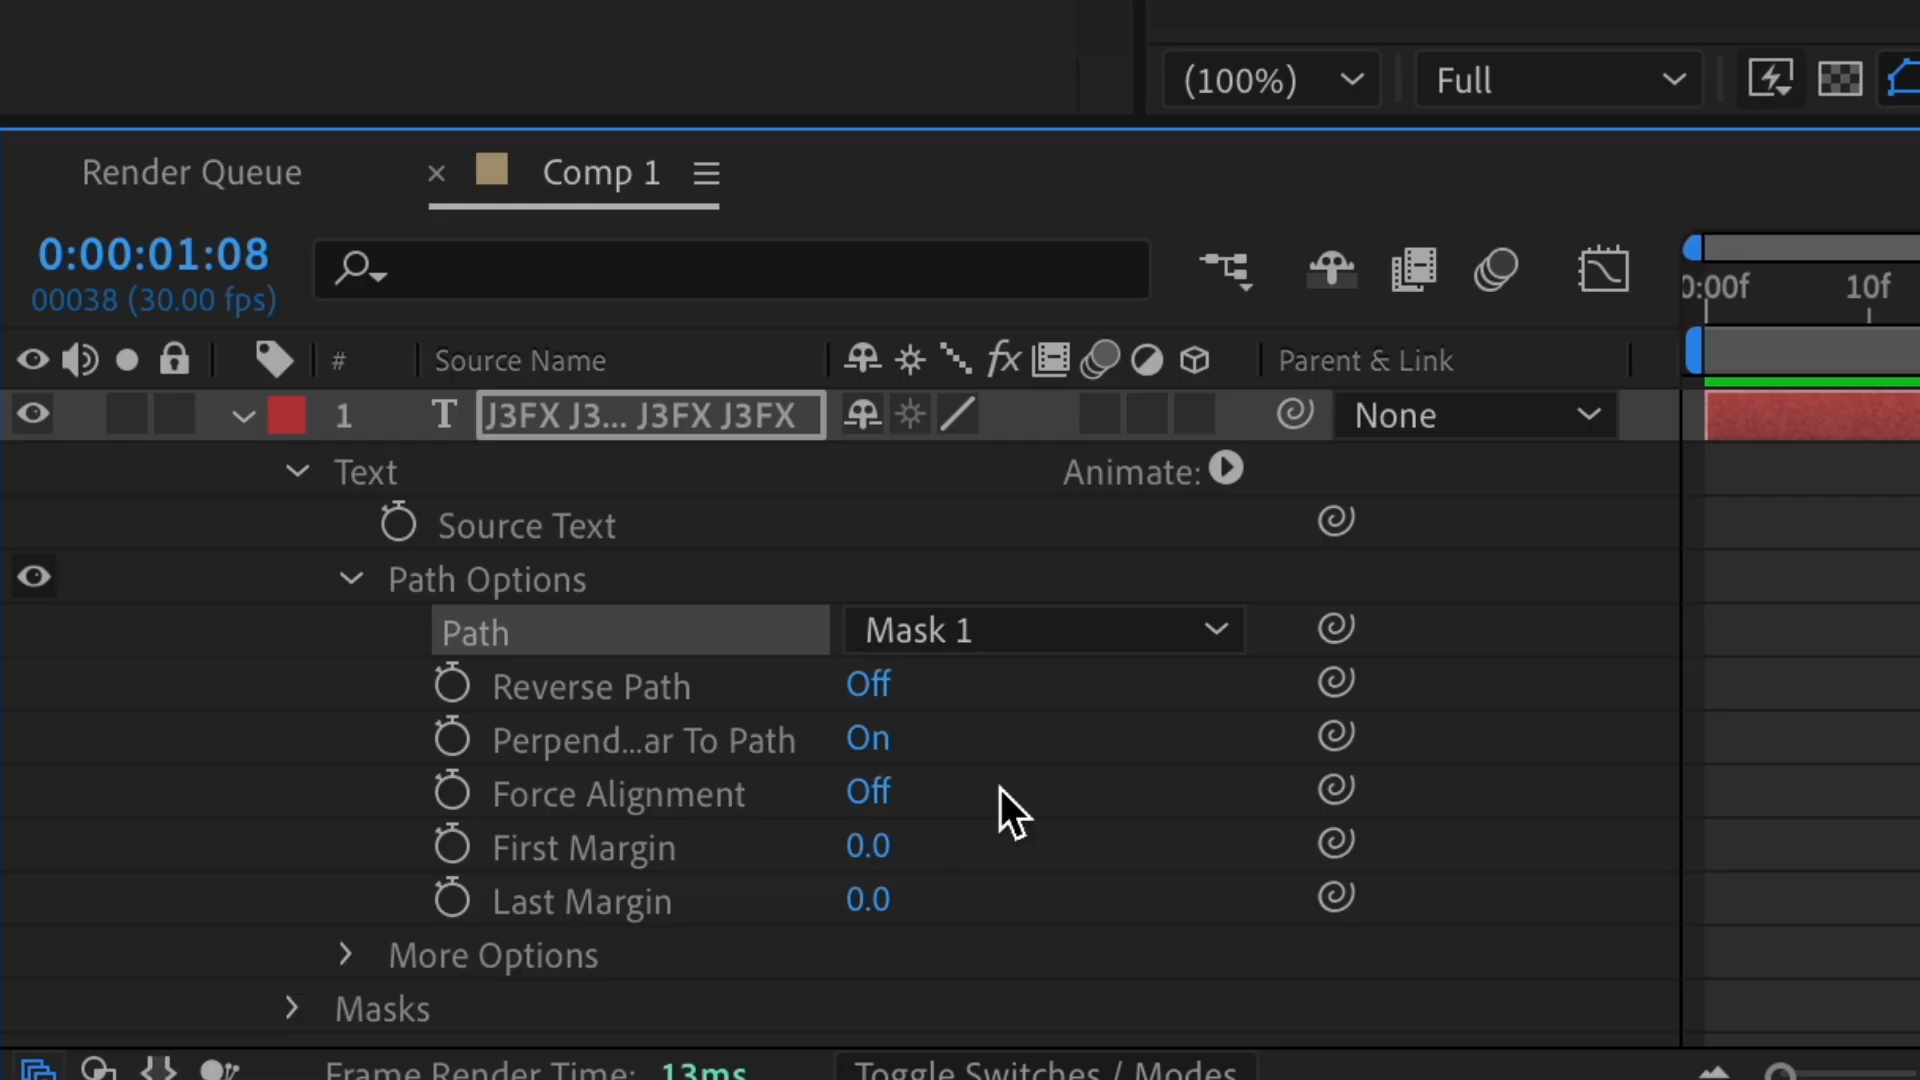 (100%) Full
Render Queue × Comp 1
0:00:01:08
00038 (30.00 fps)
0:00f 10f
# Source Name fx Parent & Link
1 T J3FX J3... J3FX J3FX None
Text Animate:
Source Text
Path Options
Path Mask 1
Reverse Path Off
Perpend...ar To Path On
Force Alignment Off
First Margin 0.0
Last Margin 0.0
More Options
Masks
Frame Render Time: 13ms Toggle Switches / Modes